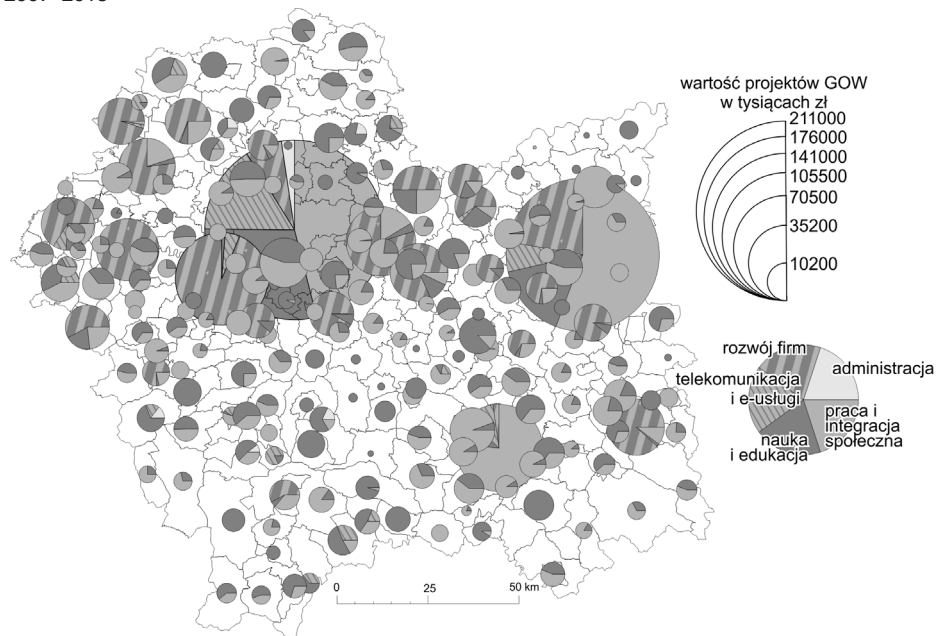 wartość projektów GOW
w tysiącach zł
211000
176000
141000
105500
70500
35200
10200
rozwój firm
administracja
telekomunikacja
i e-usługi
praca i
integracja
społeczna
nauka
i edukacja
0 25 50 km